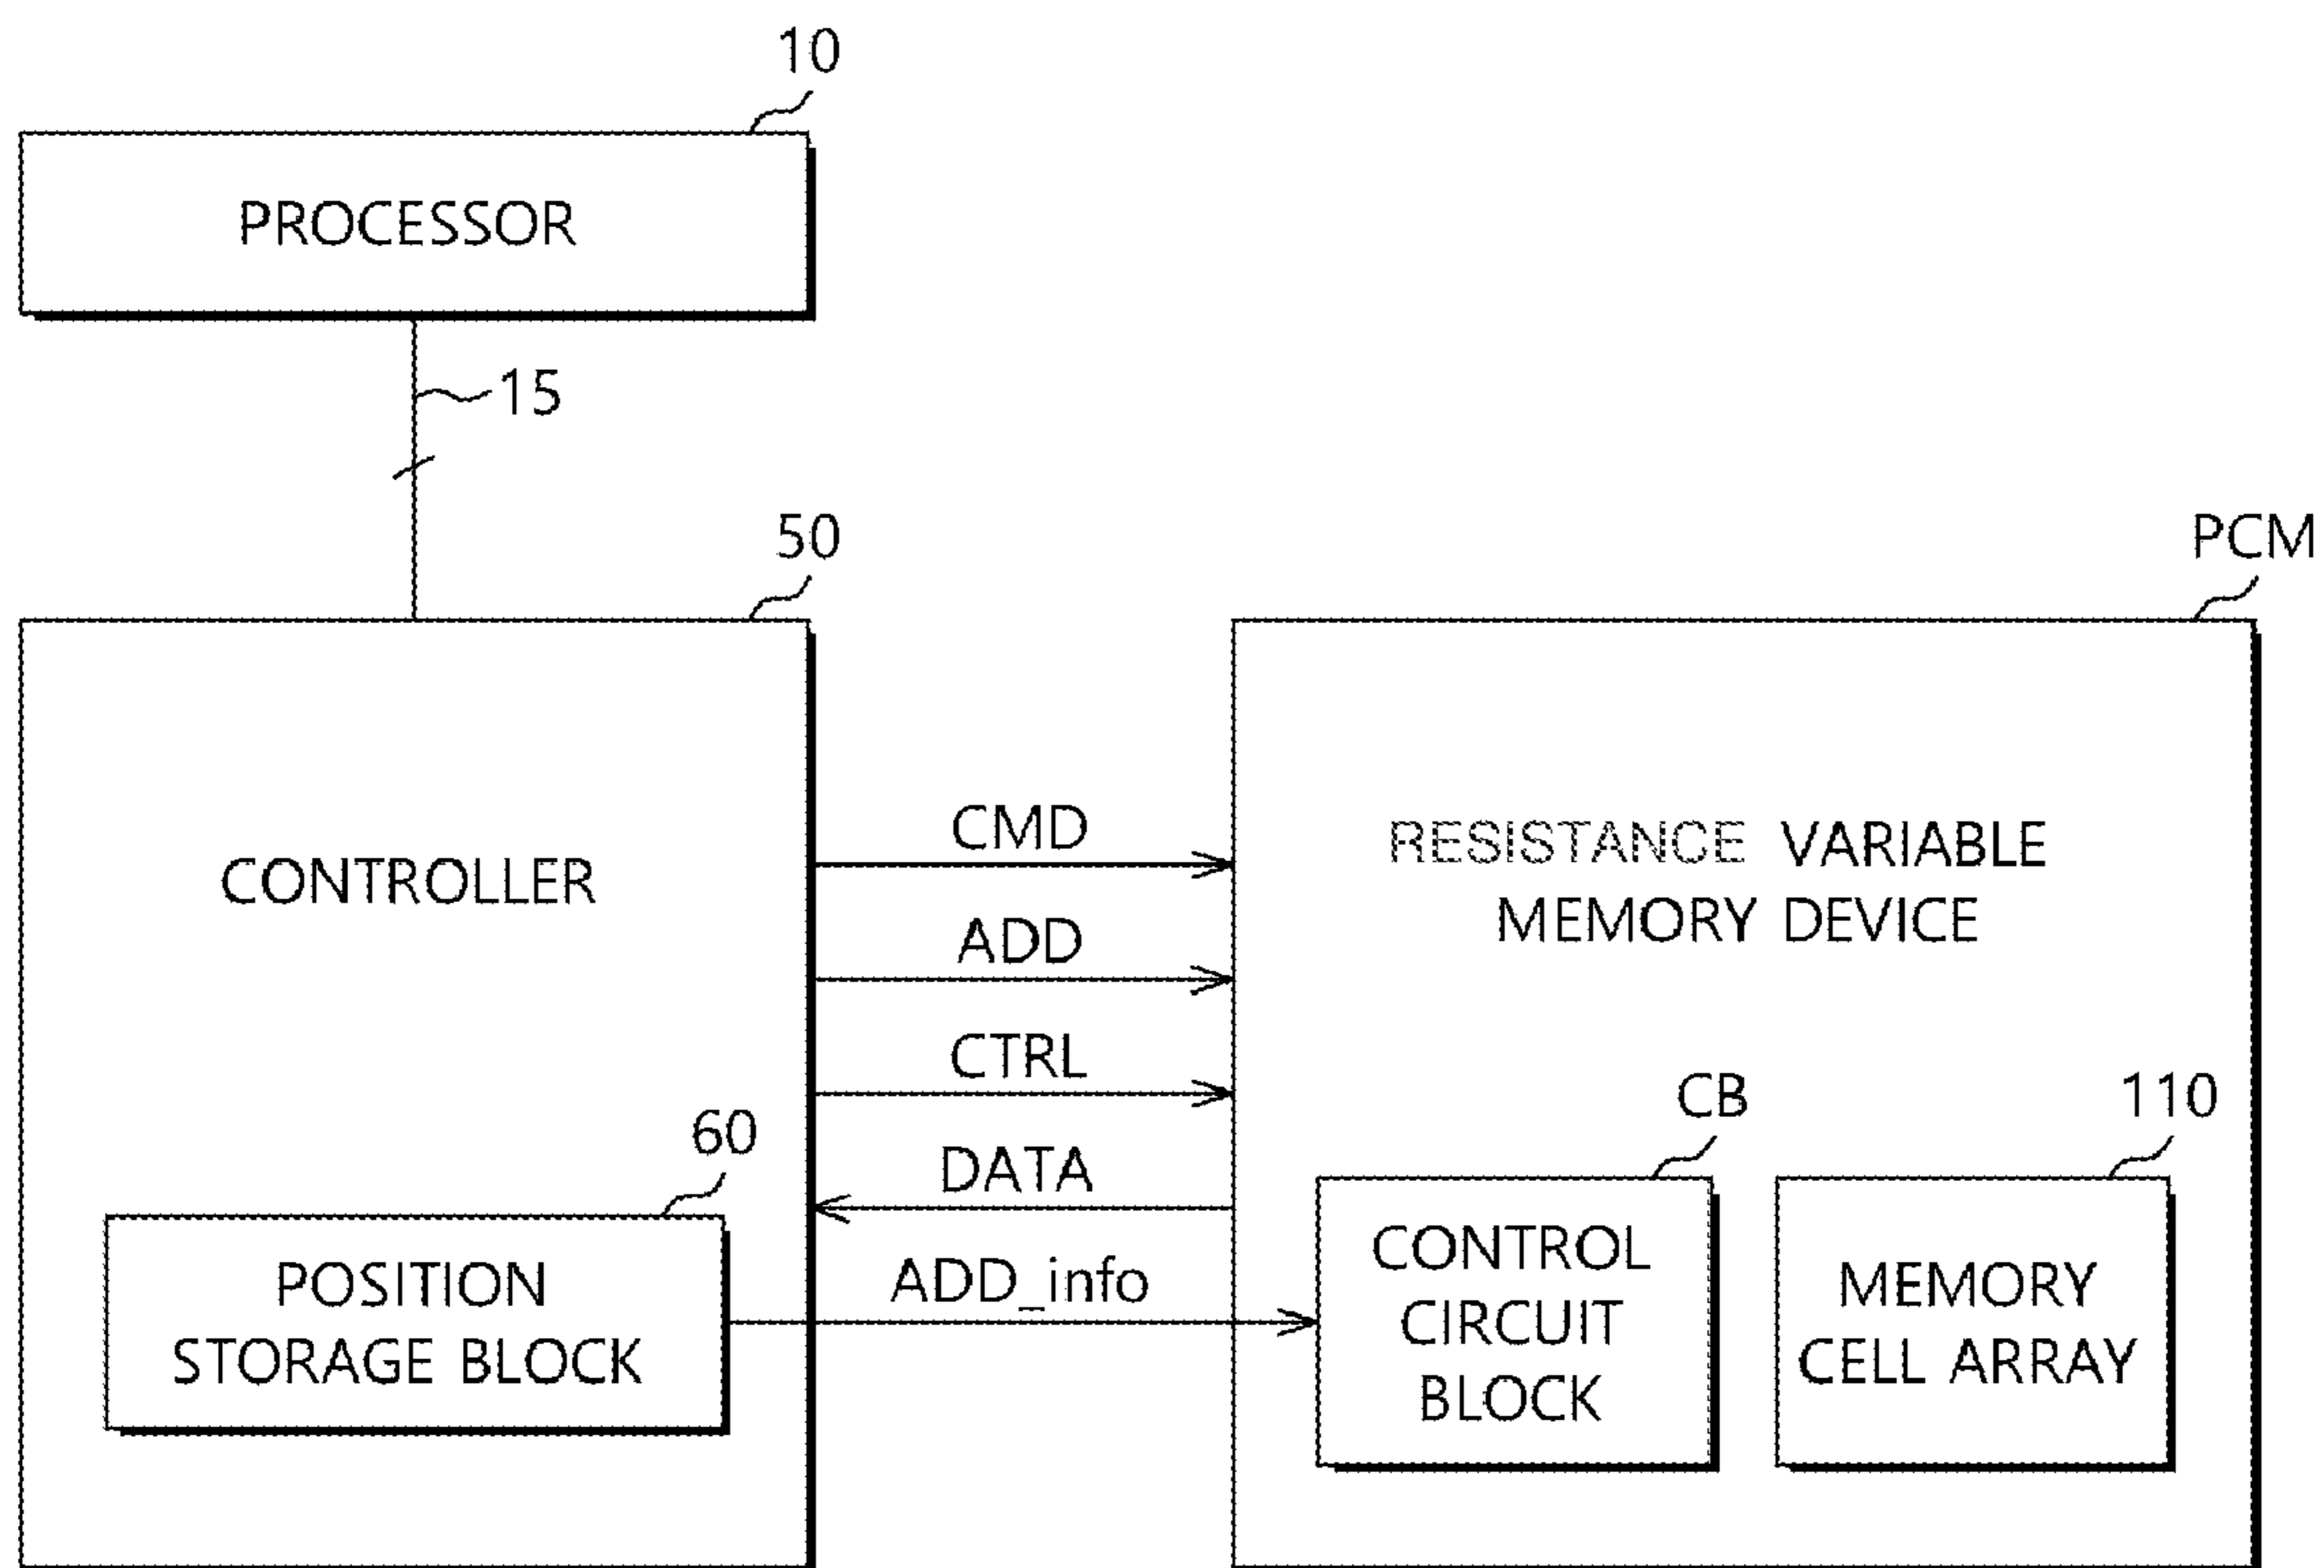 10
PROCESSOR
15
50
PCM
CONTROLLER
CMD
ADD
CTRL
DATA
ADD_info
RESISTANCE VARIABLE
MEMORY DEVICE
60
POSITION
STORAGE BLOCK
CB
CONTROL
CIRCUIT
BLOCK
110
MEMORY
CELL ARRAY